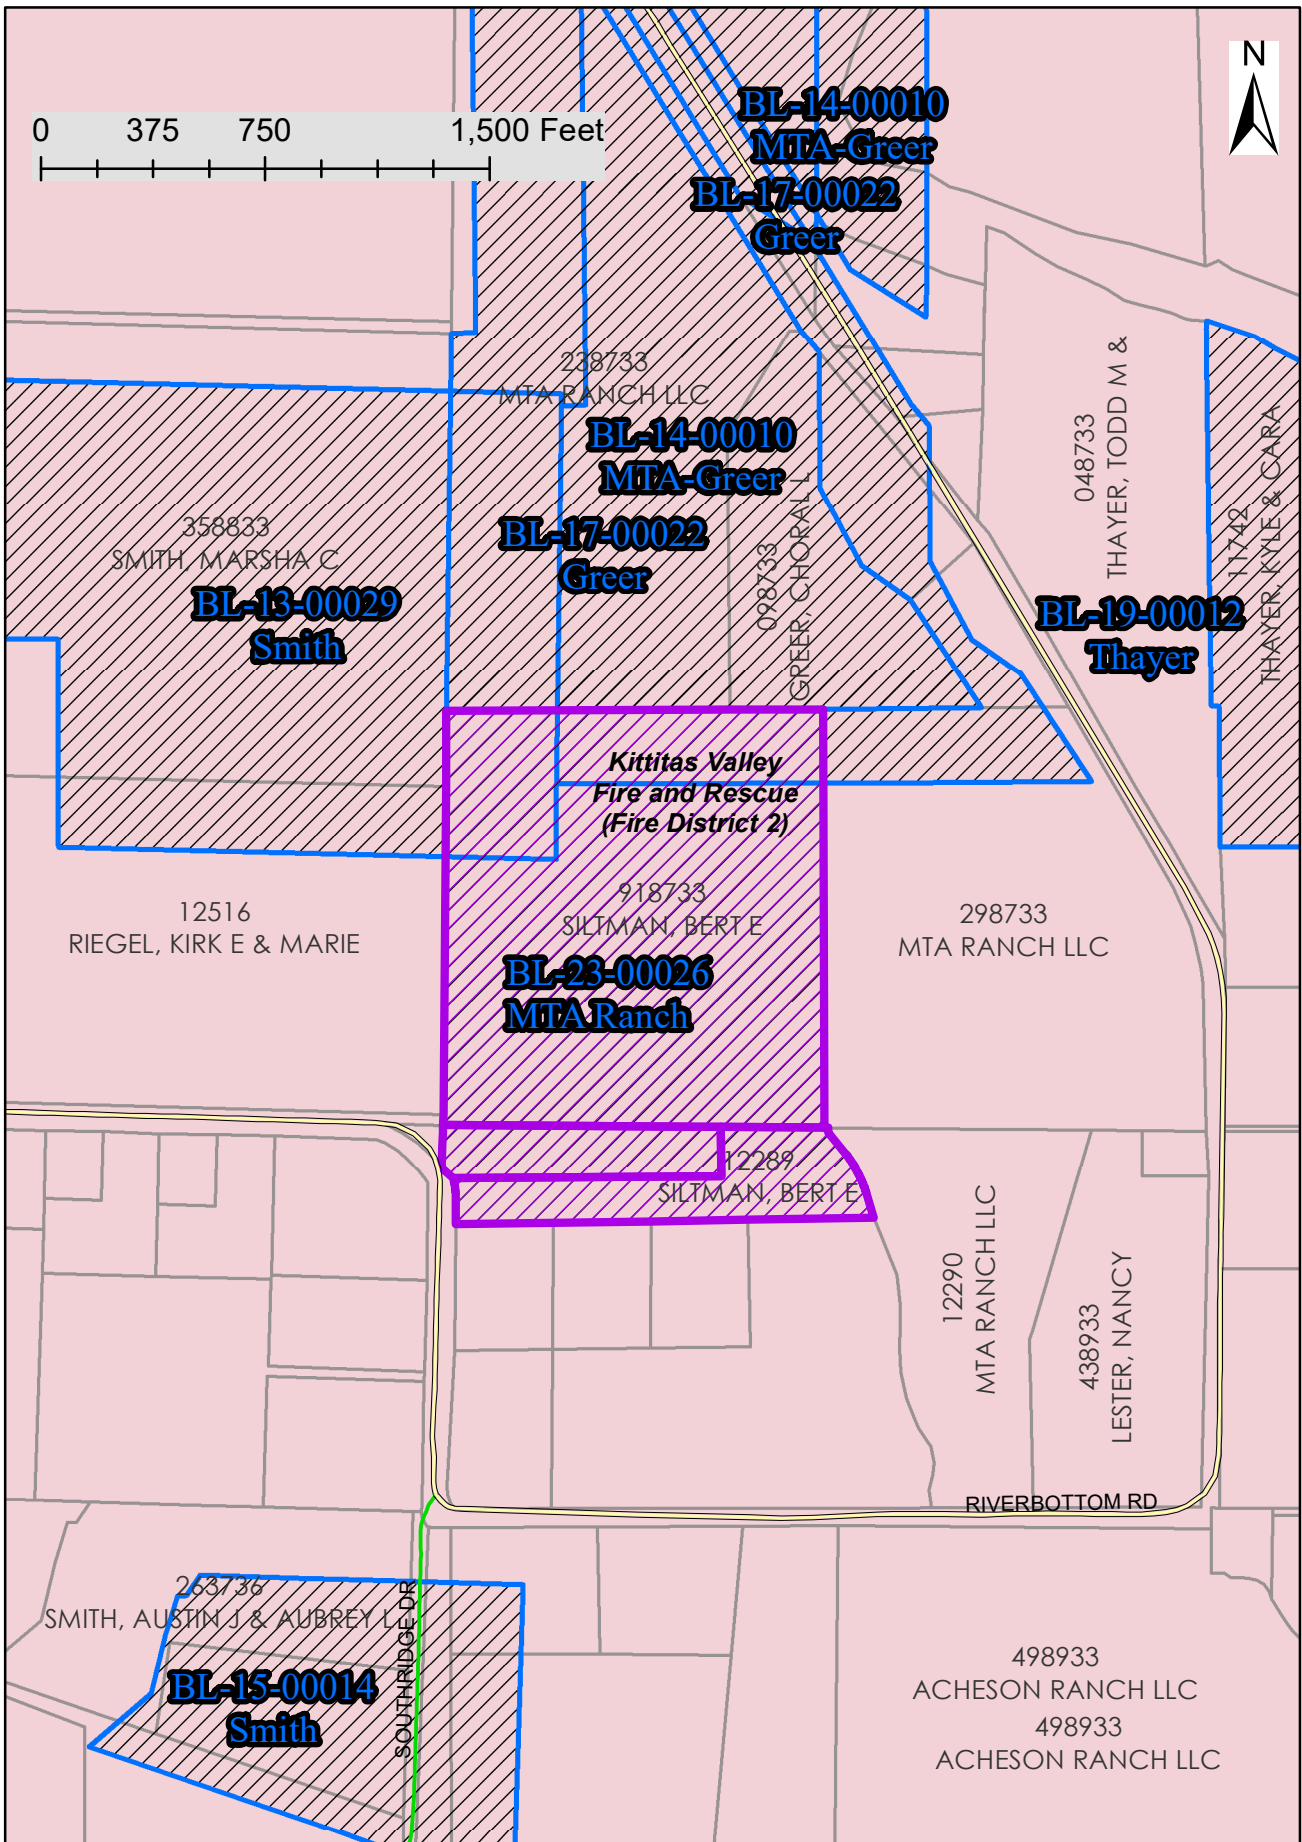 N
0 375 750 1,500 Feet
BL-14-00010
MTA-Greer
BL-17-00022
Greer
238733
MTA RANCH LLC
BL-14-00010
MTA-Greer
BL-17-00022
Greer
098733
GREER, CHORAL L
048733
THAYER, TODD M &
11742
THAYER, KYLE & CARA
358833
SMITH, MARSHA C
BL-13-00029
Smith
BL-19-00012
Thayer
Kittitas Valley
Fire and Rescue
(Fire District 2)
918733
SILTMAN, BERT E
12516
RIEGEL, KIRK E & MARIE
298733
MTA RANCH LLC
BL-23-00026
MTA Ranch
12289
SILTMAN, BERT E
12290
MTA RANCH LLC
438933
LESTER, NANCY
RIVERBOTTOM RD
263736
SMITH, AUSTIN J & AUBREY L
SOUTHRIDGE DR
BL-15-00014
Smith
498933
ACHESON RANCH LLC
498933
ACHESON RANCH LLC